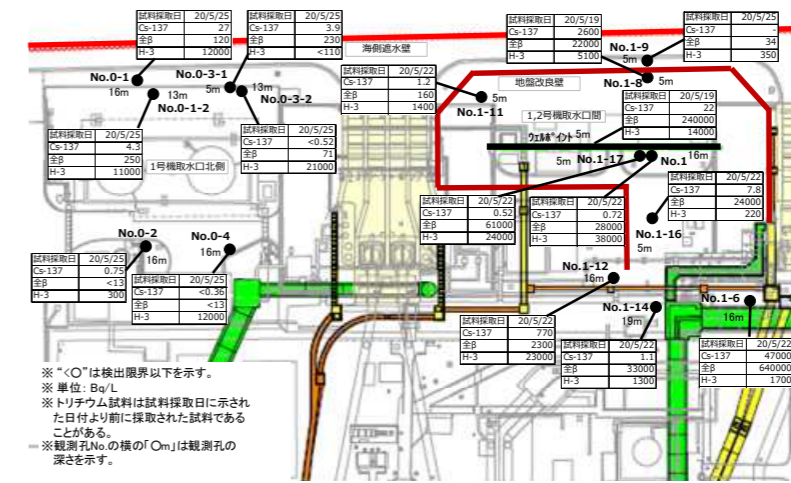 試料採取日 20/5/25
Cs-137 27
全β 120
H-3 12000
試料採取日 20/5/25
Cs-137 3.9
全β 230
H-3 <110
海側遮水壁
試料採取日 20/5/19
Cs-137 2600
全β 22000
H-3 5100
試料採取日 20/5/25
Cs-137 -
全β 34
H-3 350
No.1-9
5m
No.0-1
16m
No.0-3-1
5m
13m
No.0-1-2
13m
No.0-3-2
試料採取日 20/5/22
Cs-137 1.2
全β 160
H-3 1400
No.1-11
5m
地盤改良壁
No.1-8
5m
試料採取日 20/5/19
Cs-137 22
全β 240000
H-3 14000
1,2号機取水口間
ウェルポイント 5m
試料採取日 20/5/25
Cs-137 4.3
全β 250
H-3 11000
1号機取水口北側
試料採取日 20/5/25
Cs-137 <0.52
全β 71
H-3 21000
5m
No.1-17
No.1
16m
試料採取日 20/5/22
Cs-137 7.8
全β 24000
H-3 220
試料採取日 20/5/22
Cs-137 0.52
全β 61000
H-3 24000
試料採取日 20/5/22
Cs-137 0.72
全β 28000
H-3 38000
No.1-16
5m
No.0-2
16m
No.0-4
16m
試料採取日 20/5/25
Cs-137 0.75
全β <13
H-3 300
試料採取日 20/5/25
Cs-137 <0.36
全β <13
H-3 12000
No.1-12
16m
No.1-14
19m
No.1-6
16m
試料採取日 20/5/22
Cs-137 770
全β 2300
H-3 23000
試料採取日 20/5/22
Cs-137 1.1
全β 33000
H-3 1300
試料採取日 20/5/22
Cs-137 47000
全β 640000
H-3 1700
※ “<○”は検出限界以下を示す。
※ 単位: Bq/L
※ トリチウム試料は試料採取日に示され
た日付より前に採取された試料である
ことがある。
※観測孔No.の横の「○m」は観測孔の
深さを示す。